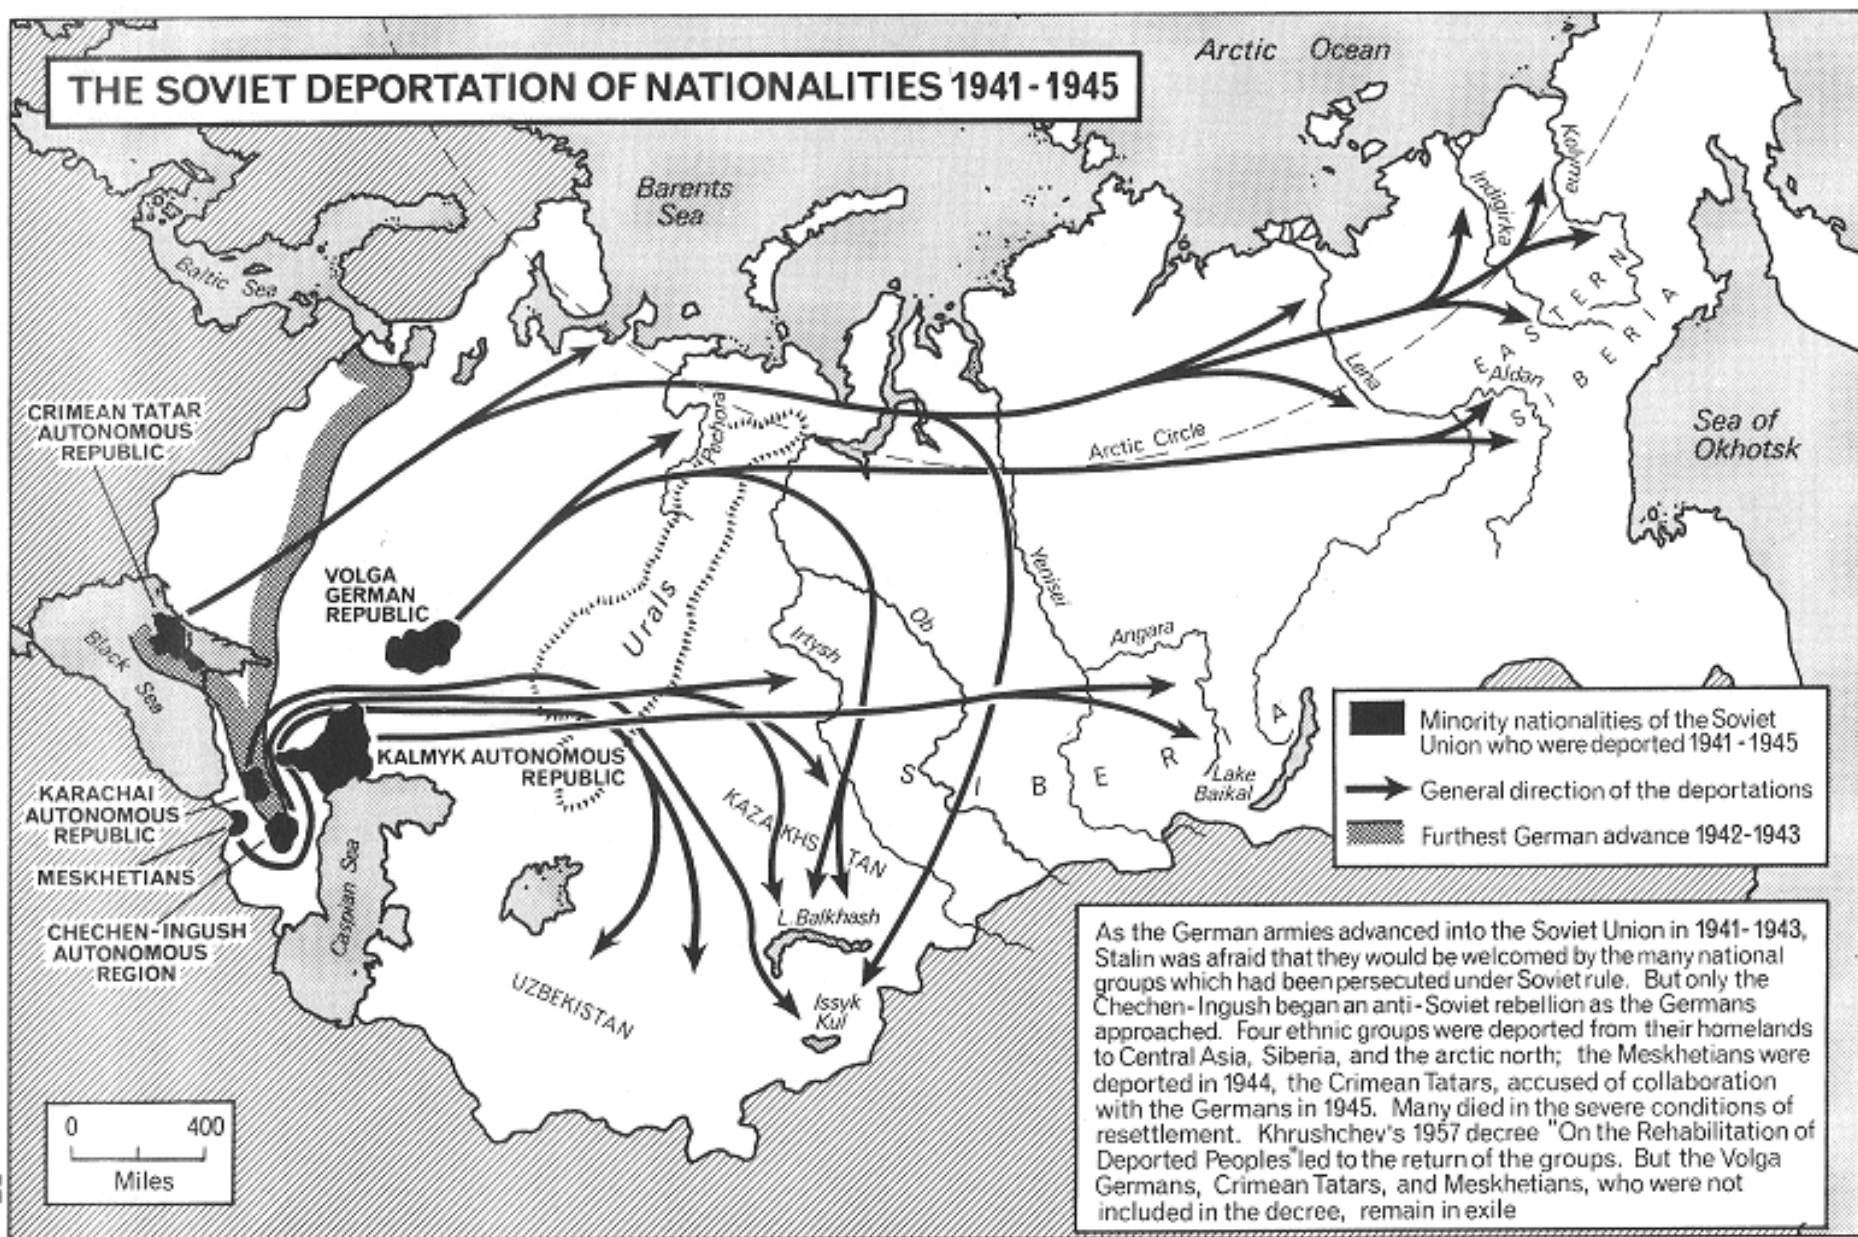 THE SOVIET DEPORTATION OF NATIONALITIES 1941-1945
Arctic Ocean
Barents
Sea
Baltic Sea
Kolyma
Indigirka
EASTERN
SIBERIA
Lena
Aldan
Arctic Circle
Sea of
Okhotsk
Pechora
CRIMEAN TATAR
AUTONOMOUS
REPUBLIC
VOLGA
GERMAN
REPUBLIC
Urals
Black Sea
Irtysh
Ob
Yenisei
Angara
KALMYK AUTONOMOUS
REPUBLIC
SIBERIA
Lake
Baikal
KARACHAI
AUTONOMOUS
REPUBLIC
MESKHETIANS
CHECHEN-INGUSH
AUTONOMOUS
REGION
Caspian Sea
KAZAKHSTAN
L. Balkhash
UZBEKISTAN
Issyk
Kul
Minority nationalities of the Soviet
Union who were deported 1941-1945
General direction of the deportations
Furthest German advance 1942-1943
As the German armies advanced into the Soviet Union in 1941-1943,
Stalin was afraid that they would be welcomed by the many national
groups which had been persecuted under Soviet rule. But only the
Chechen-Ingush began an anti-Soviet rebellion as the Germans
approached. Four ethnic groups were deported from their homelands
to Central Asia, Siberia, and the arctic north; the Meskhetians were
deported in 1944, the Crimean Tatars, accused of collaboration
with the Germans in 1945. Many died in the severe conditions of
resettlement. Khrushchev's 1957 decree "On the Rehabilitation of
Deported Peoples" led to the return of the groups. But the Volga
Germans, Crimean Tatars, and Meskhetians, who were not
included in the decree, remain in exile
0 400
Miles